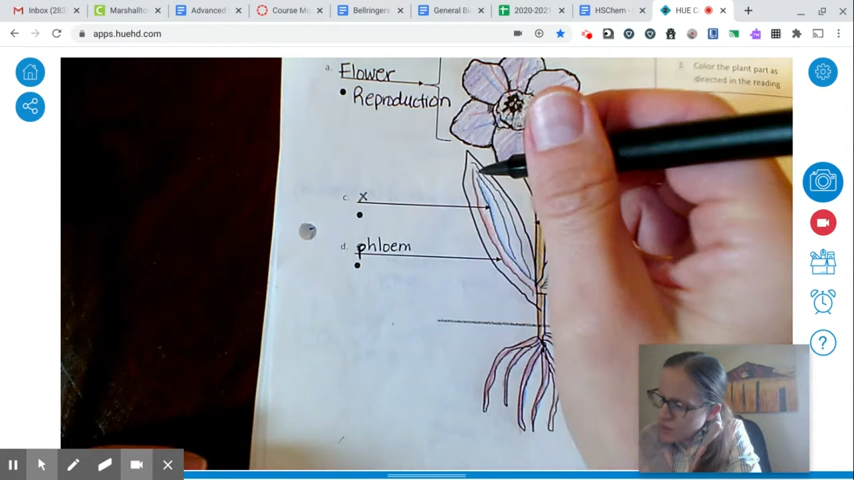 Inbox (283
Marshallto
Advanced
Course Me
Bellringers
General Bi
2020-2021
HSChem -
HUE C
apps.huehd.com
a. Flower
Reproduction
3. Color the plant part as
directed in the reading
c. x
d. phloem